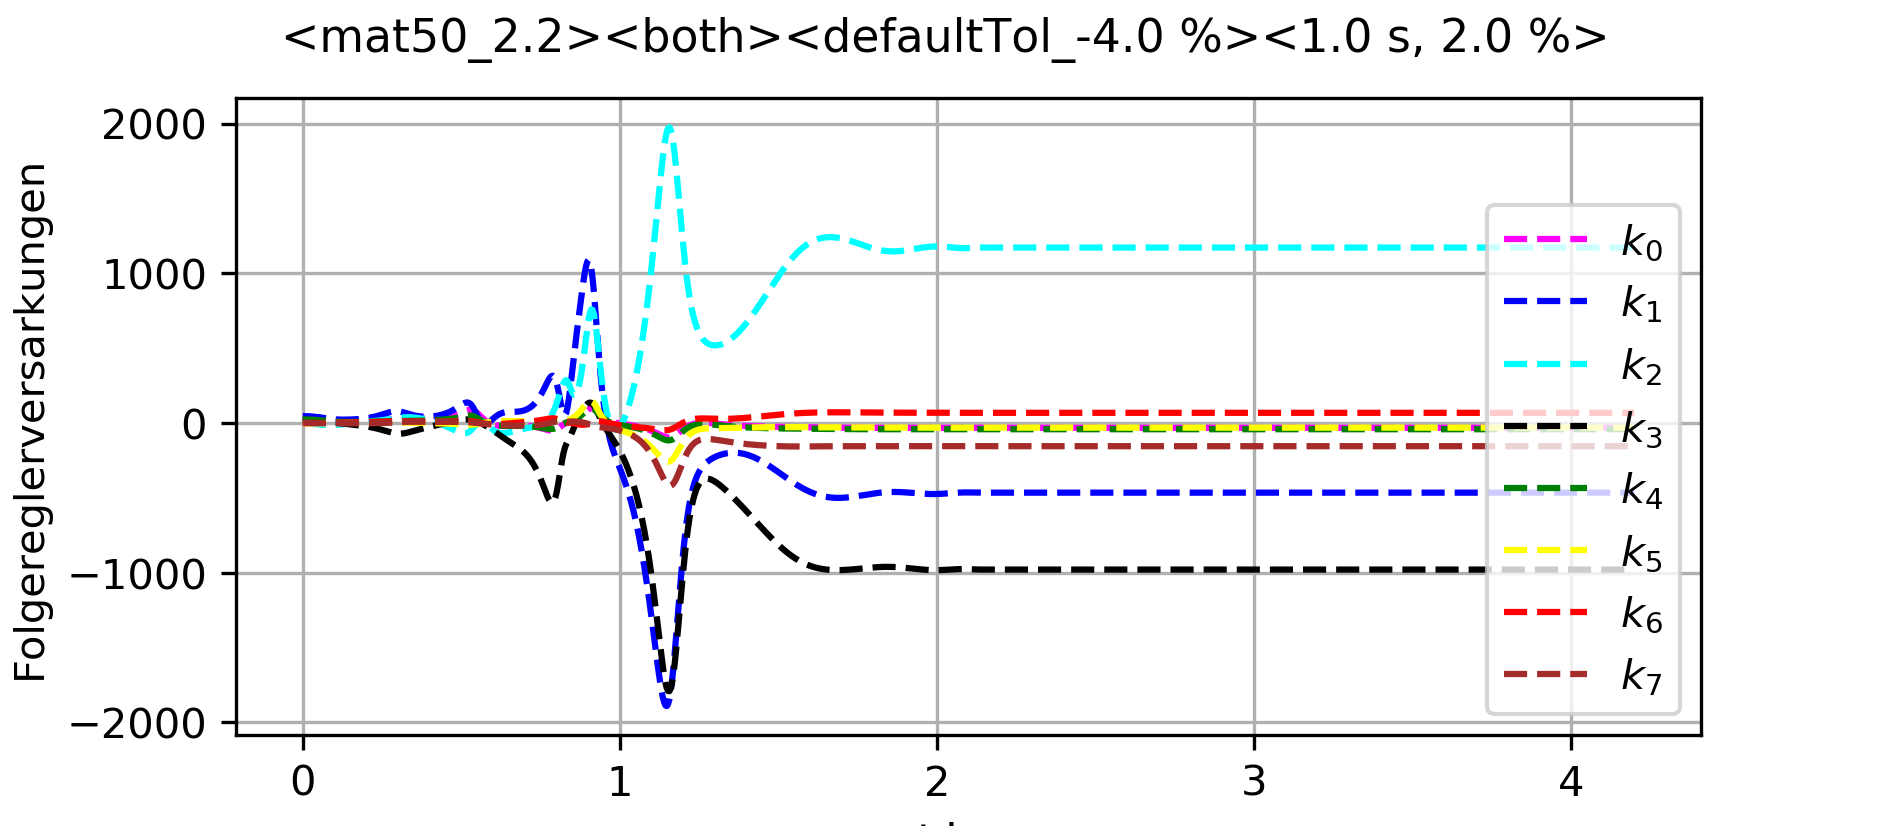 <mat50_2.2><both><defaultTol_-4.0 %><1.0 s, 2.0 %>
Folgereglerversarkungen
2000
1000
0
−1000
−2000
0 1 2 3 4
k0
k1
k2
k3
k4
k5
k6
k7